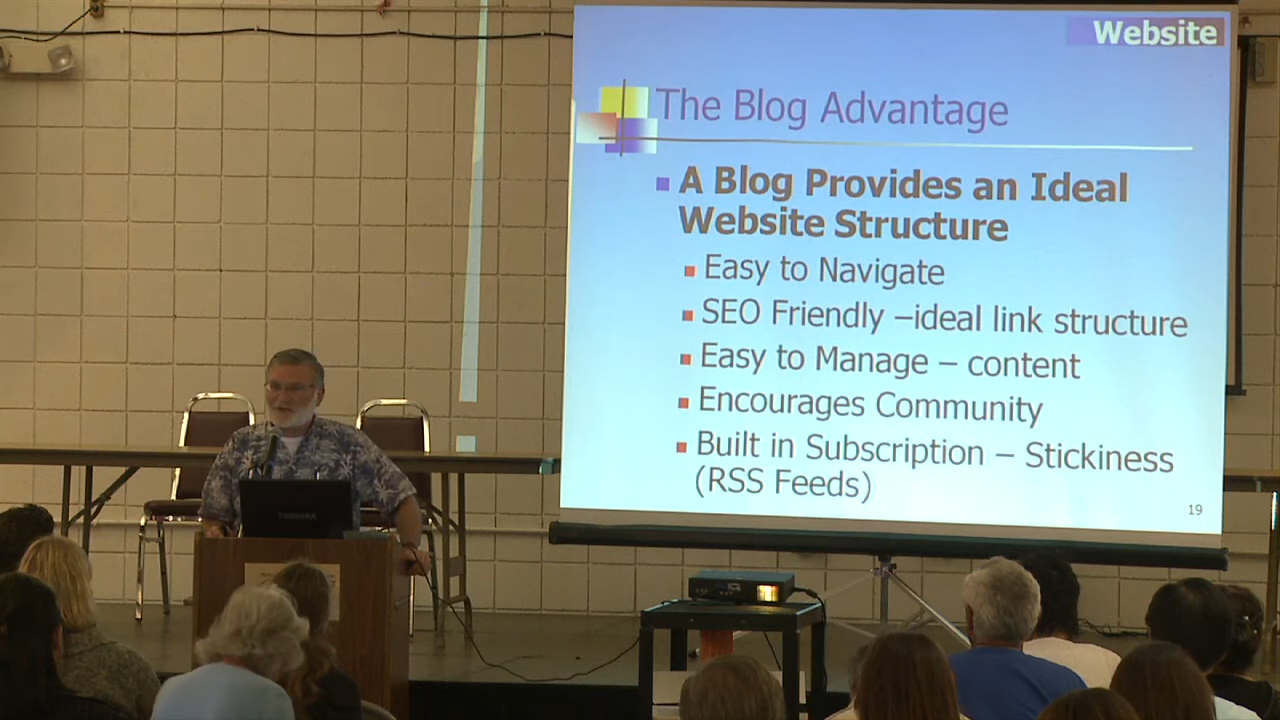 Website
The Blog Advantage
A Blog Provides an Ideal
Website Structure
Easy to Navigate
SEO Friendly –ideal link structure
Easy to Manage – content
Encourages Community
Built in Subscription – Stickiness
(RSS Feeds)
19
TOSHIBA